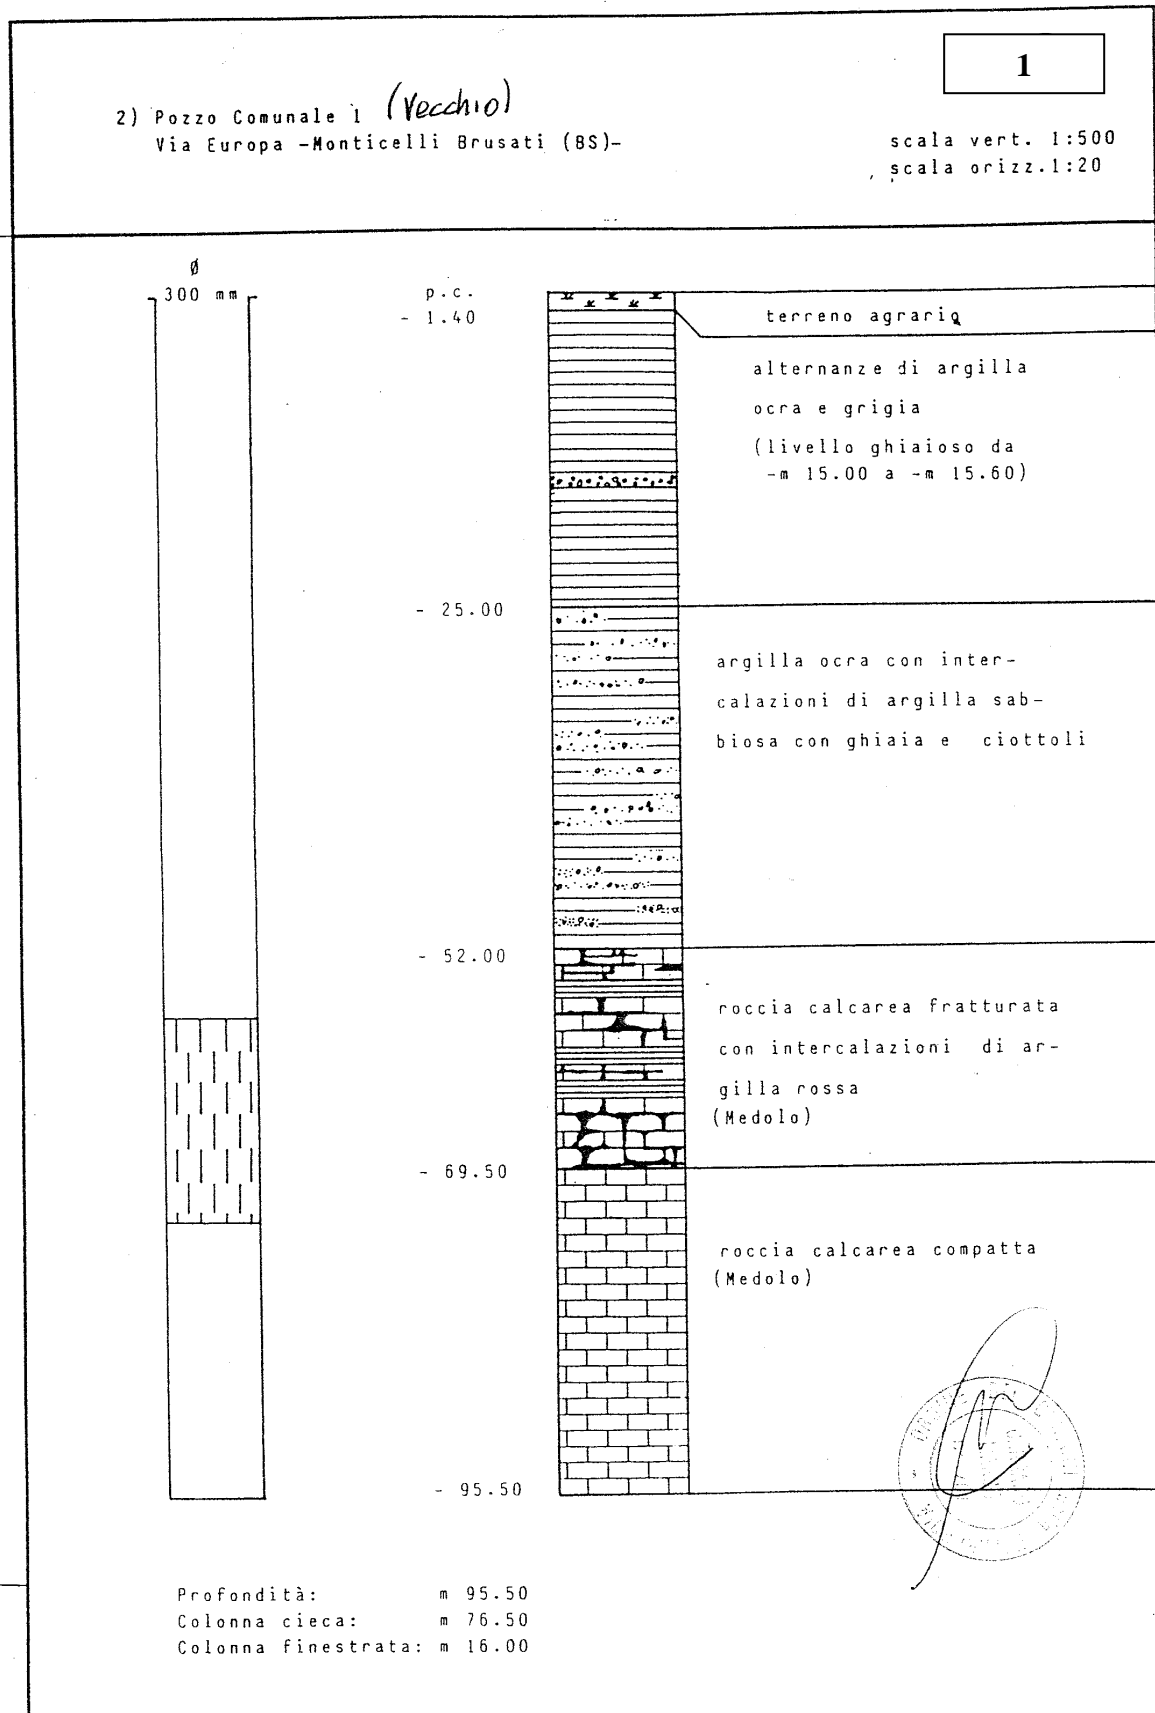 1
2) Pozzo Comunale 1 (Vecchio)
Via Europa -Monticelli Brusati (BS)-
scala vert. 1:500
scala orizz.1:20
Ø
300 mm
p.c.
- 1.40
terreno agrario
alternanze di argilla
ocra e grigia
(livello ghiaioso da
-m 15.00 a -m 15.60)
- 25.00
argilla ocra con inter-
calazioni di argilla sab-
biosa con ghiaia e ciottoli
- 52.00
roccia calcarea fratturata
con intercalazioni di ar-
gilla rossa
(Medolo)
- 69.50
roccia calcarea compatta
(Medolo)
- 95.50
Profondità: m 95.50
Colonna cieca: m 76.50
Colonna finestrata: m 16.00